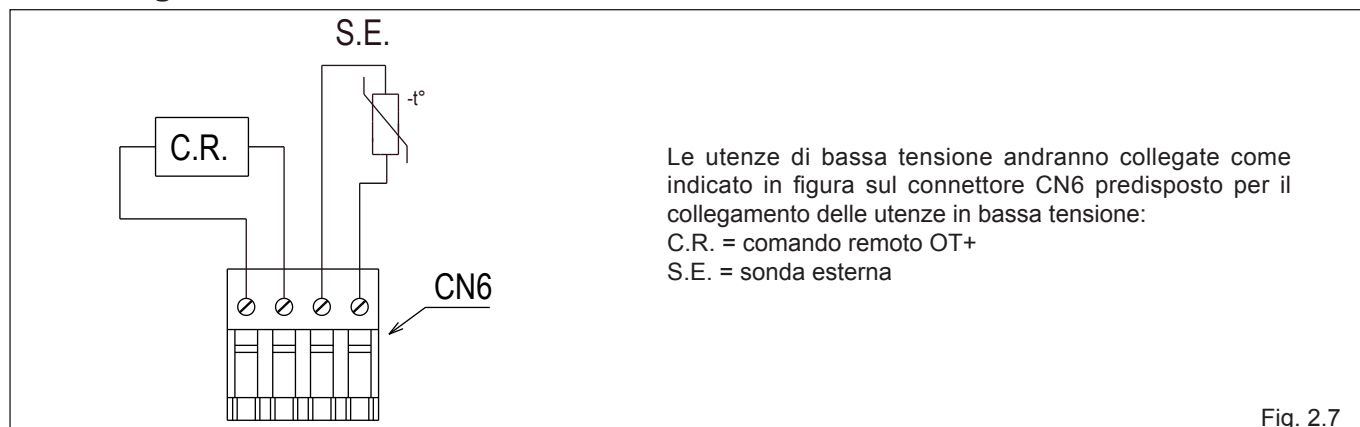 S.E.
-t°
C.R.
CN6
Le utenze di bassa tensione andranno collegate come
indicato in figura sul connettore CN6 predisposto per il
collegamento delle utenze in bassa tensione:
C.R. = comando remoto OT+
S.E. = sonda esterna
Fig. 2.7